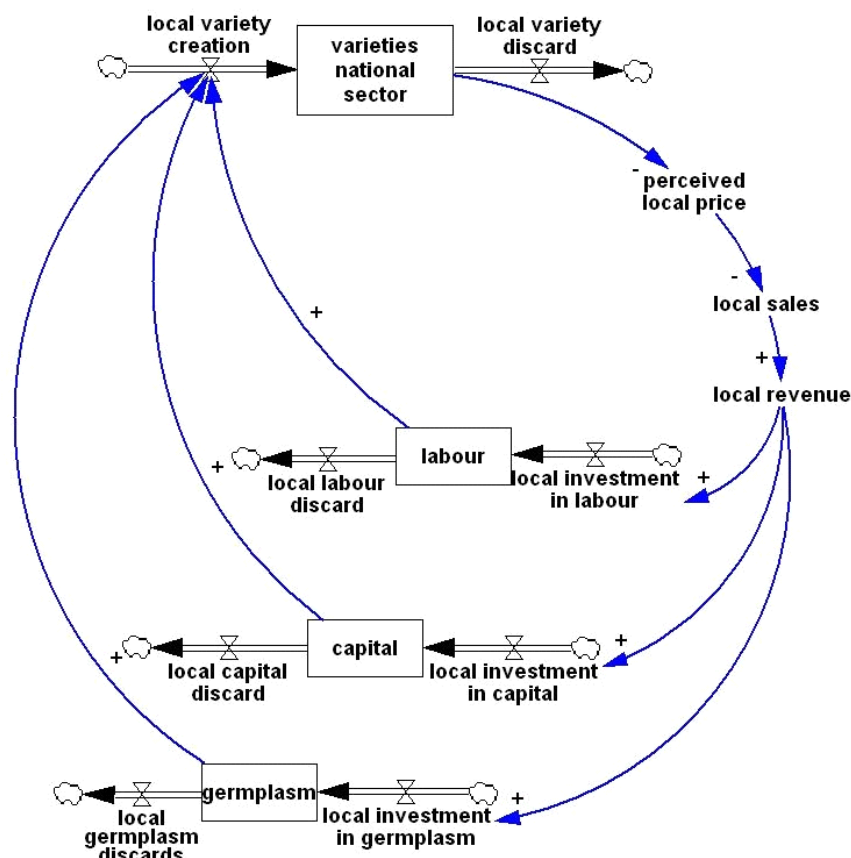 local variety
creation
local variety
discard
varieties
national
sector
-
perceived
local price
-
local sales
+
+
local revenue
labour
+
local labour
discard
local investment
in labour
+
+
capital
local capital
discard
local investment
in capital
+
+
germplasm
local
germplasm
discards
local investment
in germplasm
+